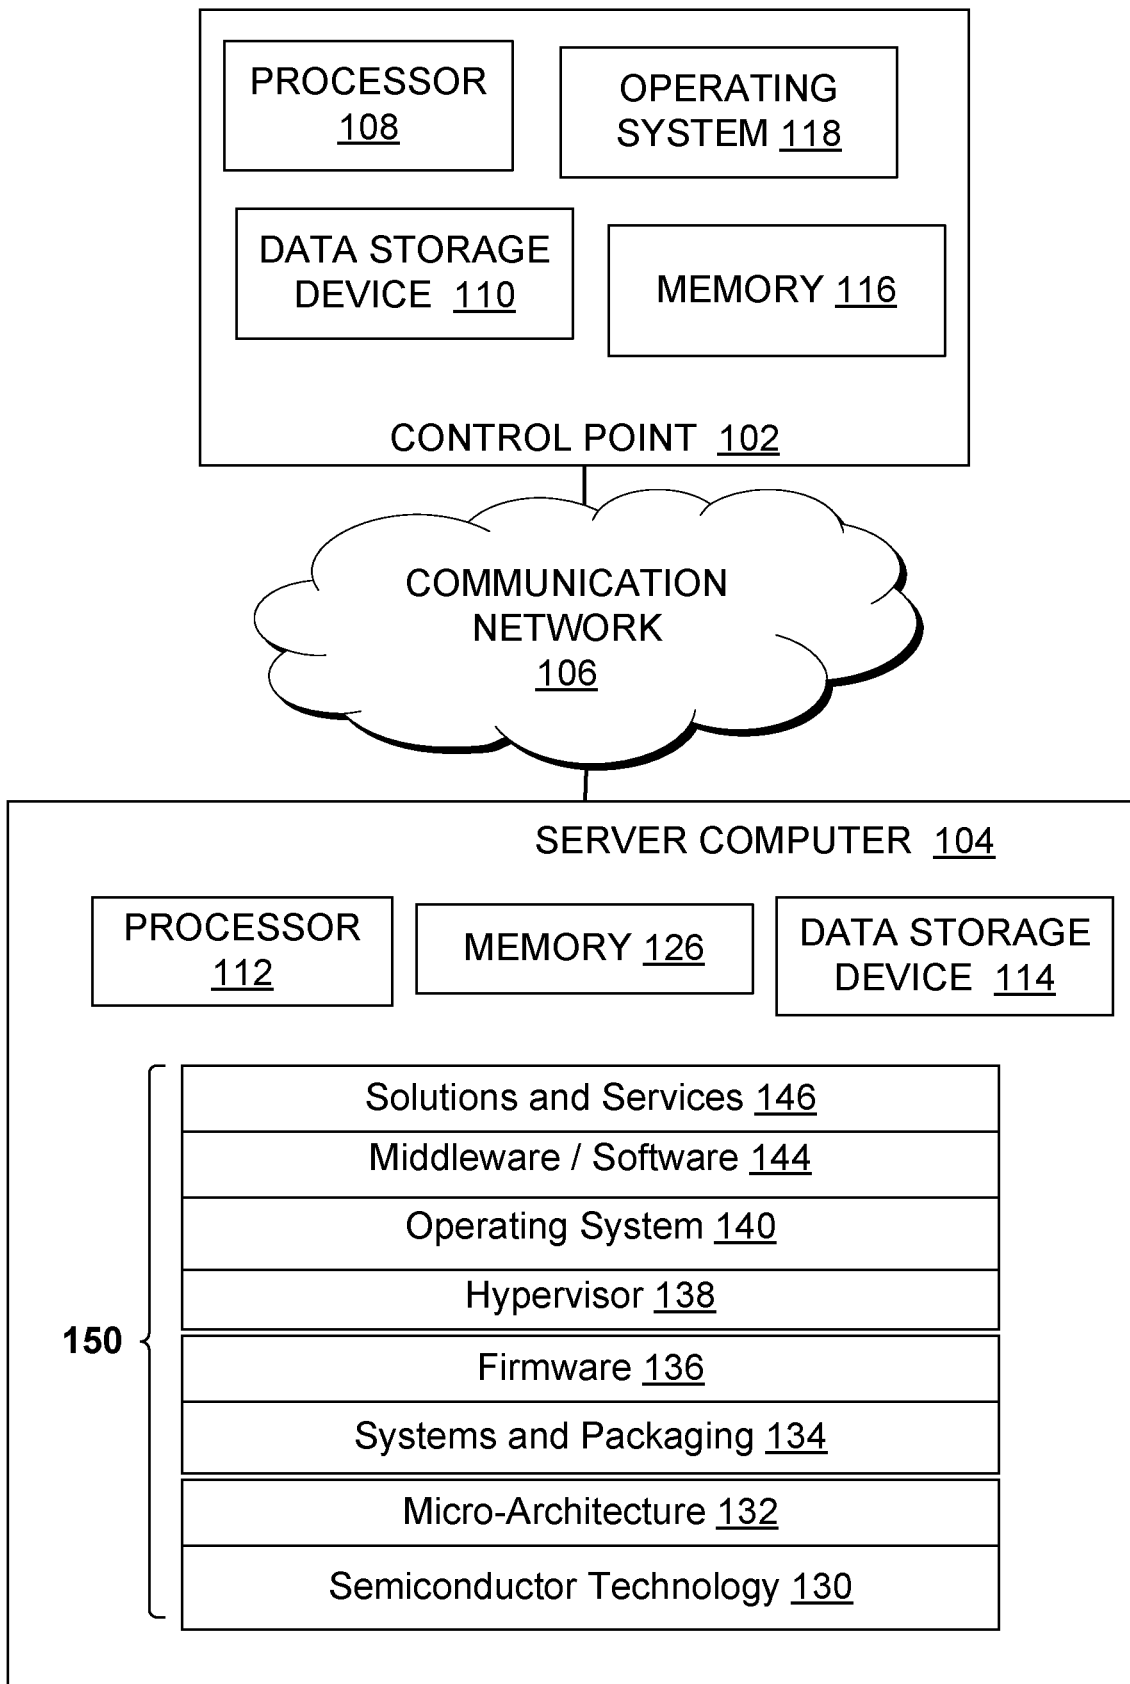 PROCESSOR
108
OPERATING
SYSTEM 118
DATA STORAGE
DEVICE 110
MEMORY 116
CONTROL POINT 102
COMMUNICATION
NETWORK
106
SERVER COMPUTER 104
PROCESSOR
112
MEMORY 126
DATA STORAGE
DEVICE 114
150
Solutions and Services 146
Middleware / Software 144
Operating System 140
Hypervisor 138
Firmware 136
Systems and Packaging 134
Micro-Architecture 132
Semiconductor Technology 130